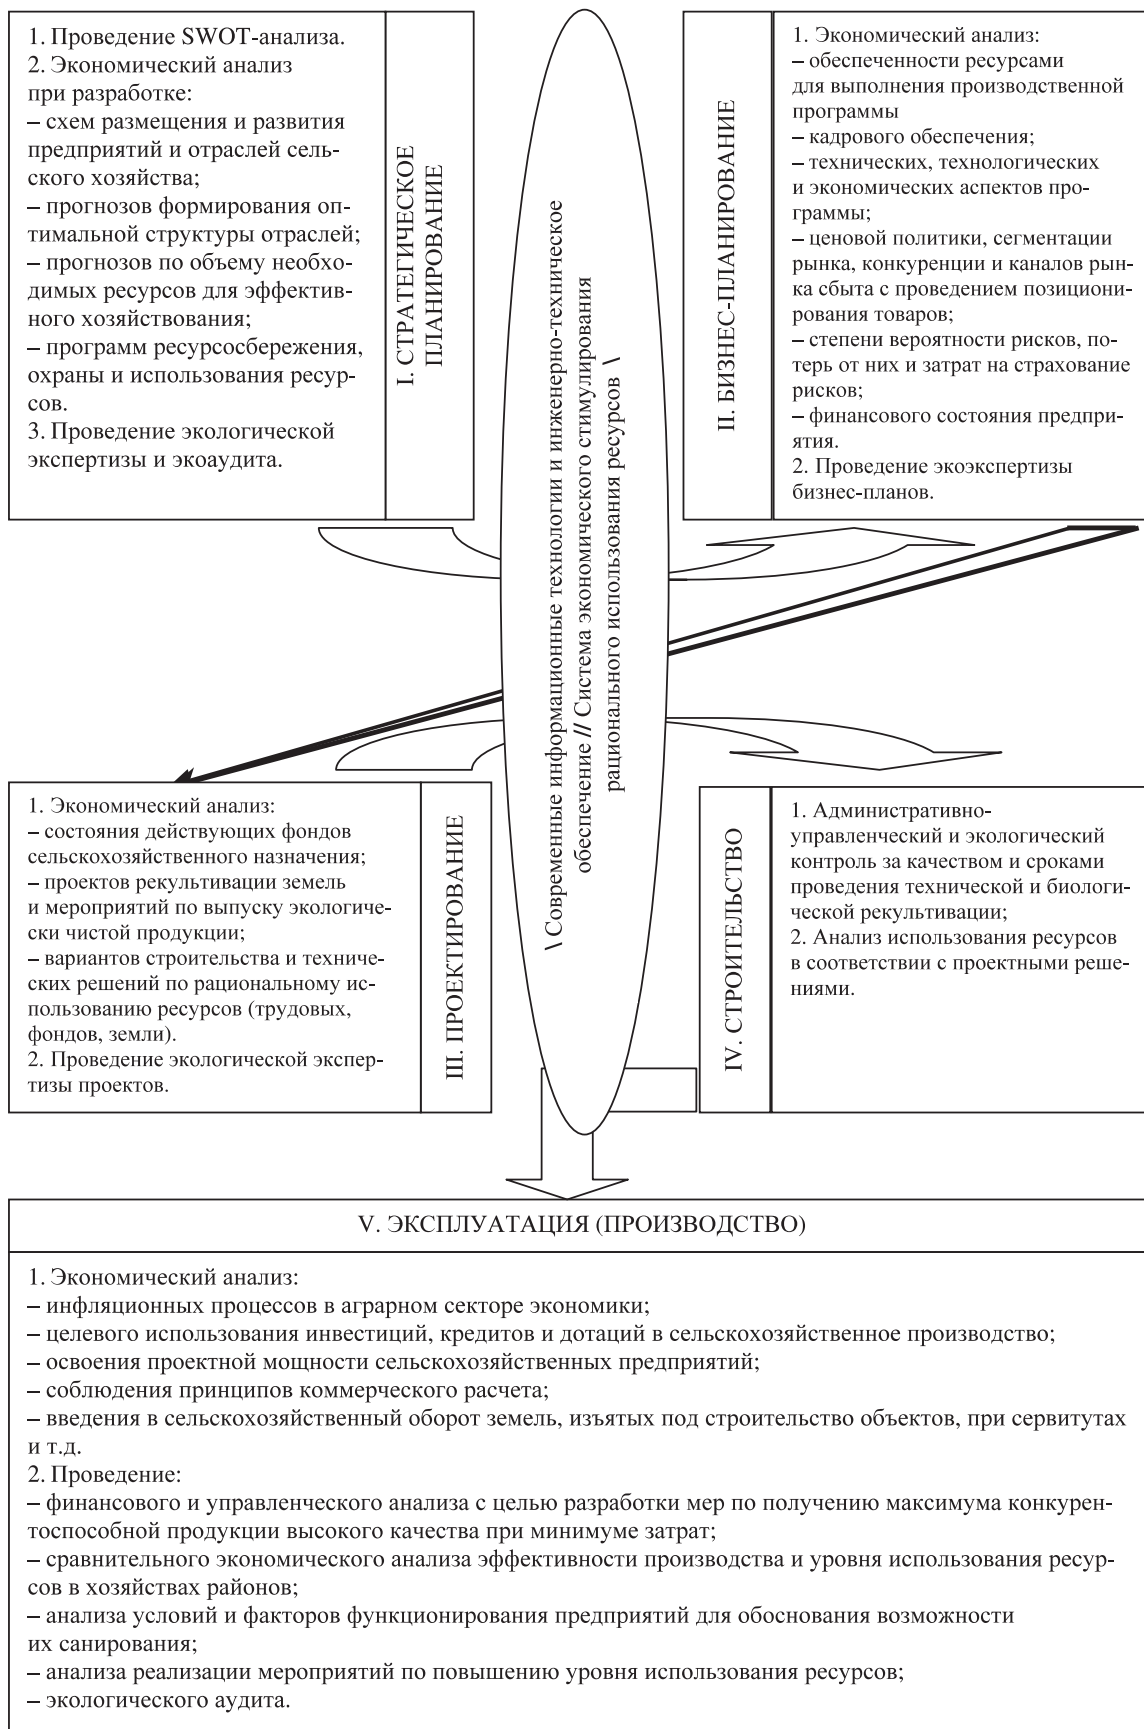 1. Проведение SWOT-анализа.
2. Экономический анализ
при разработке:
– схем размещения и развития
предприятий и отраслей сель-
ского хозяйства;
– прогнозов формирования оп-
тимальной структуры отраслей;
– прогнозов по объему необхо-
димых ресурсов для эффектив-
ного хозяйствования;
– программ ресурсосбережения,
охраны и использования ресур-
сов.
3. Проведение экологической
экспертизы и экоаудита.
I. СТРАТЕГИЧЕСКОЕ
ПЛАНИРОВАНИЕ
\ Современные информационные технологии и инженерно-техническое
обеспечение // Система экономического стимулирования
рационального использования ресурсов \
II. БИЗНЕС-ПЛАНИРОВАНИЕ
1. Экономический анализ:
– обеспеченности ресурсами
для выполнения производственной
программы
– кадрового обеспечения;
– технических, технологических
и экономических аспектов про-
граммы;
– ценовой политики, сегментации
рынка, конкуренции и каналов рын-
ка сбыта с проведением позициони-
рования товаров;
– степени вероятности рисков, по-
терь от них и затрат на страхование
рисков;
– финансового состояния предпри-
ятия.
2. Проведение экоэкспертизы
бизнес-планов.
1. Экономический анализ:
– состояния действующих фондов
сельскохозяйственного назначения;
– проектов рекультивации земель
и мероприятий по выпуску экологиче-
ски чистой продукции;
– вариантов строительства и техниче-
ских решений по рациональному ис-
пользованию ресурсов (трудовых,
фондов, земли).
2. Проведение экологической экспер-
тизы проектов.
III. ПРОЕКТИРОВАНИЕ
IV. СТРОИТЕЛЬСТВО
1. Административно-
управленческий и экологический
контроль за качеством и сроками
проведения технической и биологи-
ческой рекультивации;
2. Анализ использования ресурсов
в соответствии с проектными реше-
ниями.
V. ЭКСПЛУАТАЦИЯ (ПРОИЗВОДСТВО)
1. Экономический анализ:
– инфляционных процессов в аграрном секторе экономики;
– целевого использования инвестиций, кредитов и дотаций в сельскохозяйственное производство;
– освоения проектной мощности сельскохозяйственных предприятий;
– соблюдения принципов коммерческого расчета;
– введения в сельскохозяйственный оборот земель, изъятых под строительство объектов, при сервитутах
и т.д.
2. Проведение:
– финансового и управленческого анализа с целью разработки мер по получению максимума конкурен-
тоспособной продукции высокого качества при минимуме затрат;
– сравнительного экономического анализа эффективности производства и уровня использования ресур-
сов в хозяйствах районов;
– анализа условий и факторов функционирования предприятий для обоснования возможности
их санирования;
– анализа реализации мероприятий по повышению уровня использования ресурсов;
– экологического аудита.